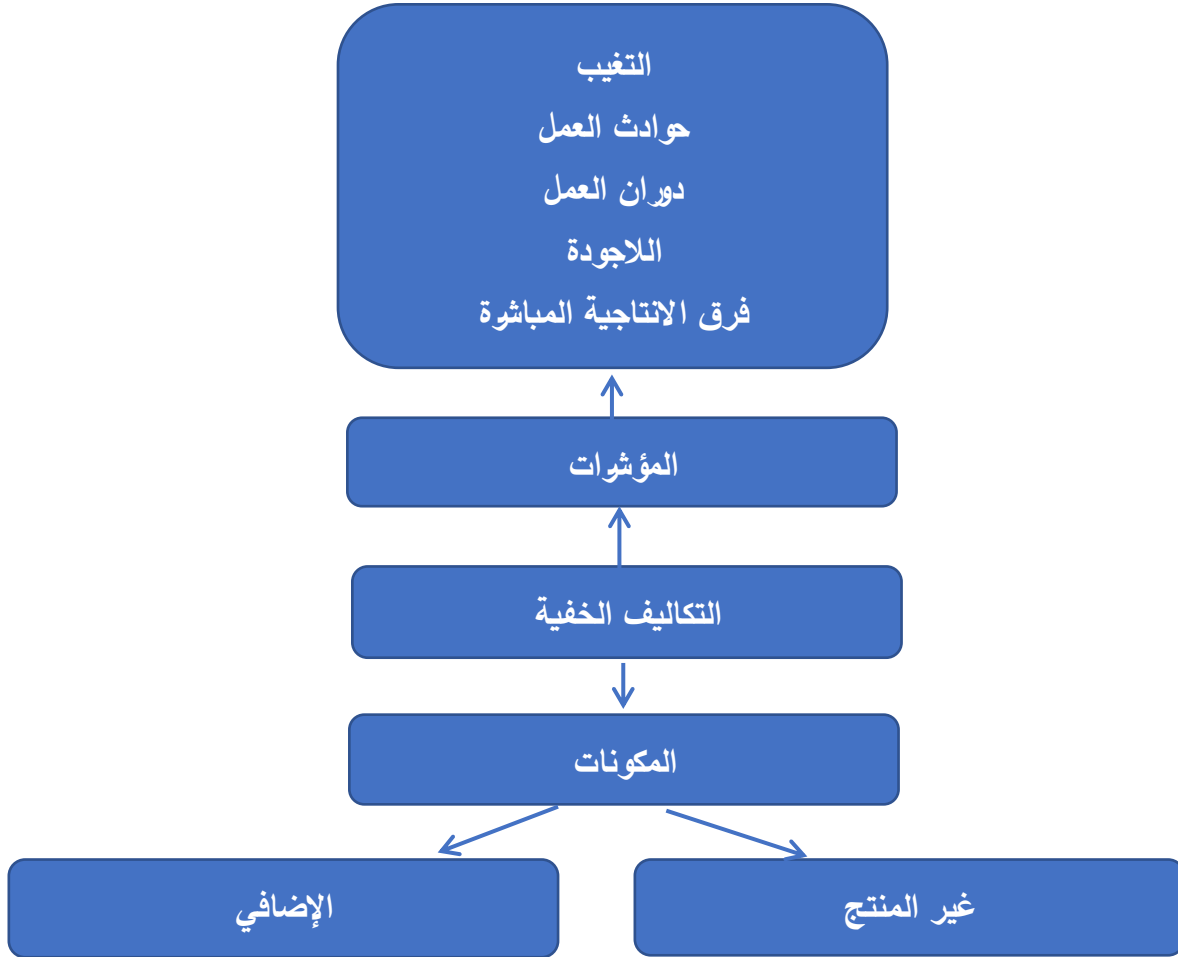 التغيب
حوادث العمل
دوران العمل
اللاجودة
فرق الانتاجية المباشرة
المؤشرات
التكاليف الخفية
المكونات
غير المنتج
الإضافي